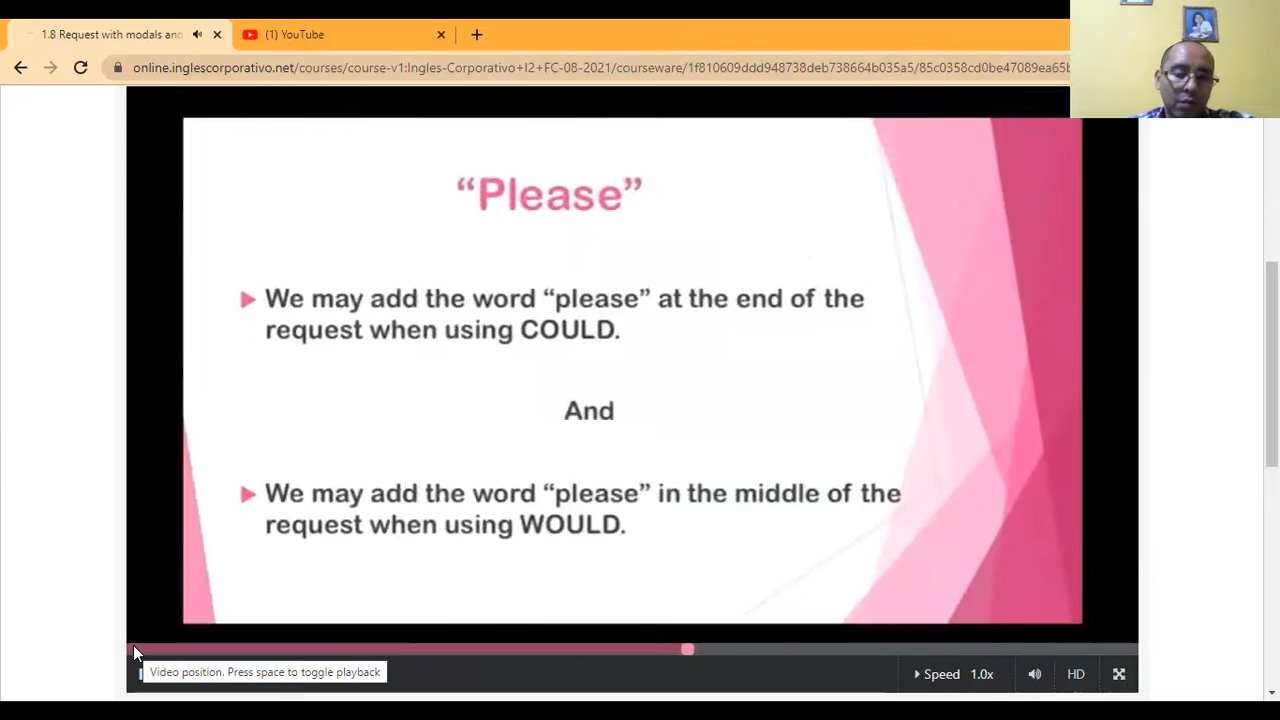 1.8 Request with modals and
(1) YouTube
online.inglescorporativo.net/courses/course-v1:Ingles-Corporativo+I2+FC-08-2021/courseware/1f810609ddd948738deb738664b035a5/85c0358cd0be47089ea65b
“Please”
We may add the word “please” at the end of the
request when using COULD.
And
We may add the word “please” in the middle of the
request when using WOULD.
Video position. Press space to toggle playback
Speed 1.0x
HD